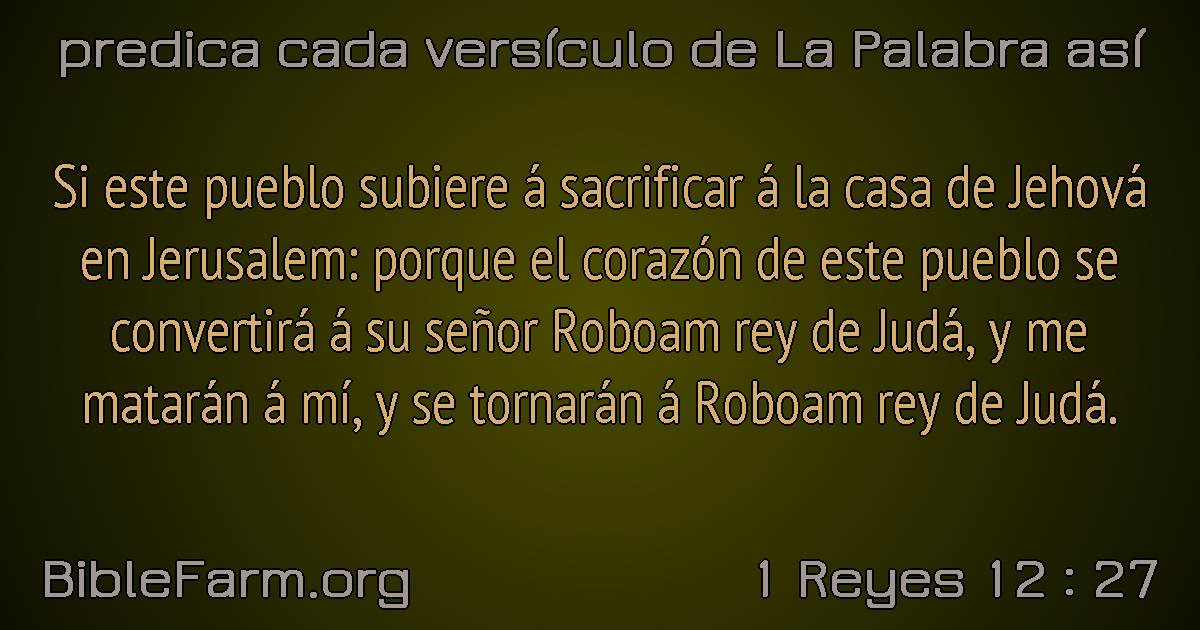 predica cada versículo de La Palabra así
Si este pueblo subiere á sacrificar á la casa de Jehová
en Jerusalem: porque el corazón de este pueblo se
convertirá á su señor Roboam rey de Judá, y me
matarán á mí, y se tornarán á Roboam rey de Judá.
BibleFarm.org
1 Reyes 12 : 27